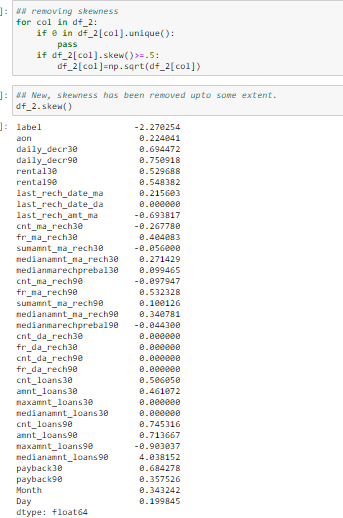 ]: ## removing skewness
for col in df_2:
if 0 in df_2[col].unique():
pass
if df_2[col].skew()>=.5:
df_2[col]=np.sqrt(df_2[col])
]: ## New, skewness has been removed upto some extent.
df_2.skew()
]: label -2.270254
aon 0.224041
daily_decr30 0.694472
daily_decr90 0.750918
rental30 0.529688
rental90 0.548382
last_rech_date_ma 0.215603
last_rech_date_da 0.000000
last_rech_amt_ma -0.693817
cnt_ma_rech30 -0.267780
fr_ma_rech30 0.404083
sumamnt_ma_rech30 -0.056000
medianamnt_ma_rech30 0.271429
medianmarechprebal30 0.099465
cnt_ma_rech90 -0.097947
fr_ma_rech90 0.532328
sumamnt_ma_rech90 0.100126
medianamnt_ma_rech90 0.340781
medianmarechprebal90 -0.044300
cnt_da_rech30 0.000000
fr_da_rech30 0.000000
cnt_da_rech90 0.000000
fr_da_rech90 0.000000
cnt_loans30 0.506050
amnt_loans30 0.461072
maxamnt_loans30 0.000000
medianamnt_loans30 0.000000
cnt_loans90 0.745316
amnt_loans90 0.713667
maxamnt_loans90 -0.903037
medianamnt_loans90 4.038152
payback30 0.684278
payback90 0.357526
Month 0.343242
Day 0.199845
dtype: float64